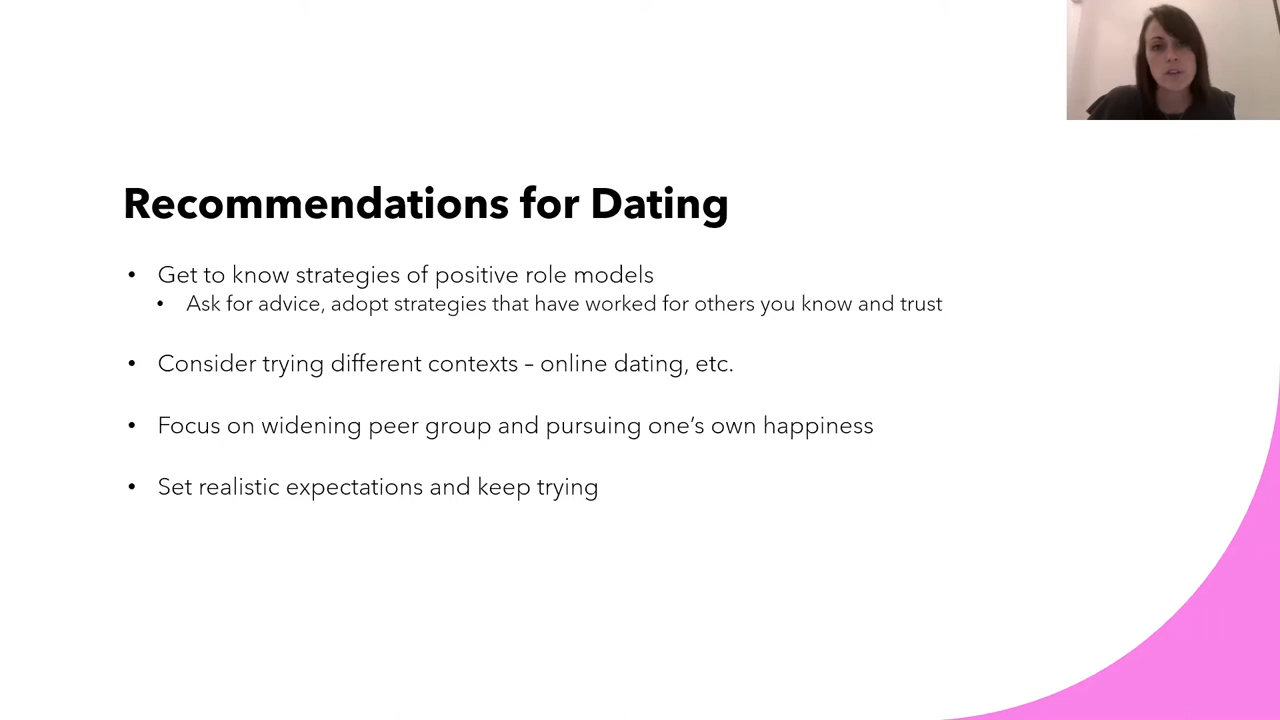 Recommendations for Dating
• Get to know strategies of positive role models
• Ask for advice, adopt strategies that have worked for others you know and trust
• Consider trying different contexts – online dating, etc.
• Focus on widening peer group and pursuing one’s own happiness
• Set realistic expectations and keep trying